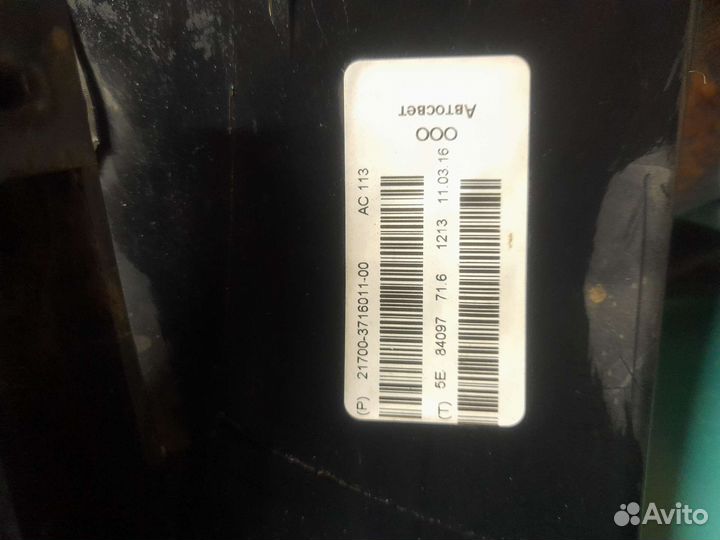 ООО
Автосвет
(P) 21700-3716011-00 AC 113
(T) 5E 84097 71.6 1213 11.03.16
Avito